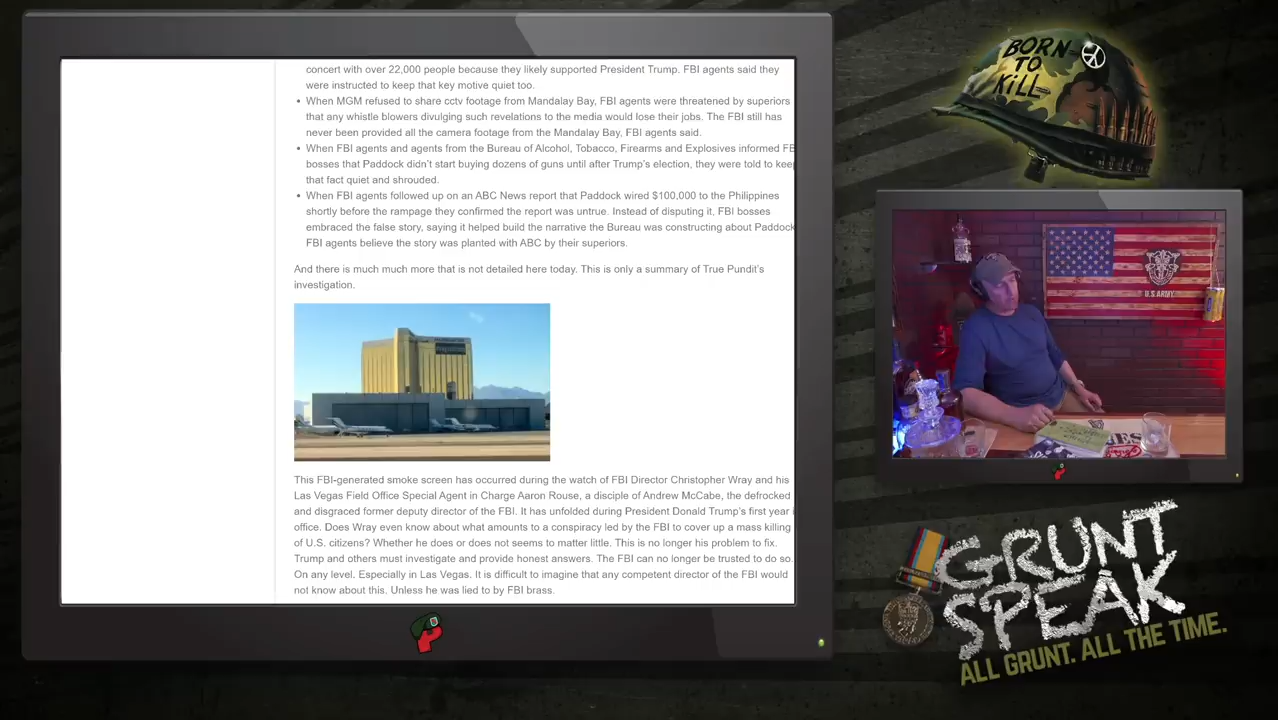 concert with over 22,000 people because they likely supported President Trump. FBI agents said they
were instructed to keep that key motive quiet too.
• When MGM refused to share cctv footage from Mandalay Bay, FBI agents were threatened by superiors
that any whistle blowers divulging such revelations to the media would lose their jobs. The FBI still has
never been provided all the camera footage from the Mandalay Bay, FBI agents said.
• When FBI agents and agents from the Bureau of Alcohol, Tobacco, Firearms and Explosives informed FB
bosses that Paddock didn't start buying dozens of guns until after Trump's election, they were told to keep
that fact quiet and shrouded.
• When FBI agents followed up on an ABC News report that Paddock wired $100,000 to the Philippines
shortly before the rampage they confirmed the report was untrue. Instead of disputing it, FBI bosses
embraced the false story, saying it helped build the narrative the Bureau was constructing about Paddock
FBI agents believe the story was planted with ABC by their superiors.
And there is much much more that is not detailed here today. This is only a summary of True Pundit's
investigation.
This FBI-generated smoke screen has occurred during the watch of FBI Director Christopher Wray and his
Las Vegas Field Office Special Agent in Charge Aaron Rouse, a disciple of Andrew McCabe, the defrocked
and disgraced former deputy director of the FBI. It has unfolded during President Donald Trump's first year i
office. Does Wray even know about what amounts to a conspiracy led by the FBI to cover up a mass killing
of U.S. citizens? Whether he does or does not seems to matter little. This is no longer his problem to fix.
Trump and others must investigate and provide honest answers. The FBI can no longer be trusted to do so.
On any level. Especially in Las Vegas. It is difficult to imagine that any competent director of the FBI would
not know about this. Unless he was lied to by FBI brass.
BORN
TO
KiLL
U.S. ARMY
GRUNT
SPEAK
ALL GRUNT. ALL THE TIME.